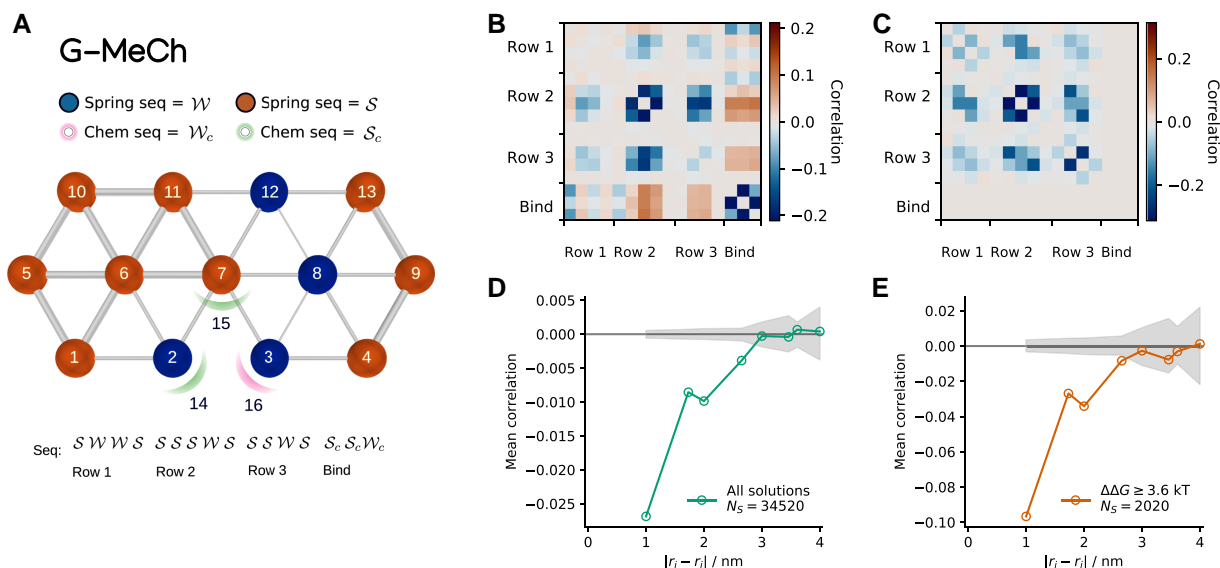 A
G−MeCh
Spring seq = 𝒲
Spring seq = 𝒮
Chem seq = 𝒲c
Chem seq = 𝒮c
10 11 12 13
5 6 7 8 9
15
1 2 3 4
14 16
Seq: 𝒮 𝒲 𝒲 𝒮 𝒮 𝒮 𝒮 𝒲 𝒮 𝒮 𝒮 𝒲 𝒮 𝒮c 𝒮c 𝒲c
Row 1 Row 2 Row 3 Bind
B
Row 1
Row 2
Row 3
Bind
Row 1 Row 2 Row 3 Bind
0.2
0.1
0.0
−0.1
−0.2
Correlation
C
Row 1
Row 2
Row 3
Bind
Row 1 Row 2 Row 3 Bind
0.2
0.0
−0.2
Correlation
D
Mean correlation
0.005
0.000
−0.005
−0.010
−0.015
−0.020
−0.025
All solutions
N_S = 34520
0 1 2 3 4
|r_i − r_j| / nm
E
Mean correlation
0.02
0.00
−0.02
−0.04
−0.06
−0.08
−0.10
ΔΔG ≥ 3.6 kT
N_S = 2020
0 1 2 3 4
|r_i − r_j| / nm